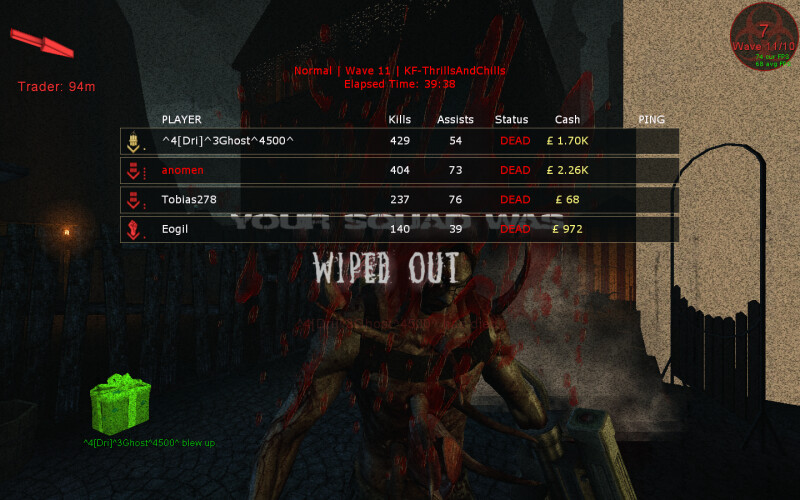 7
Wave 11/10
74 cur FPS
Trader: 94m
Normal | Wave 11 | KF-ThrillsAndChills
Elapsed Time: 39:38
PLAYER Kills Assists Status Cash PING
^4[Dri]^3Ghost^4500^ 429 54 DEAD £ 1.70K
anomen 404 73 DEAD £ 2.26K
Tobias278 237 76 DEAD £ 68
YOUR SQUAD WAS
Eogil 140 39 DEAD £ 972
WIPED OUT
^4[Dri]^3Ghost^4500^ blew up.